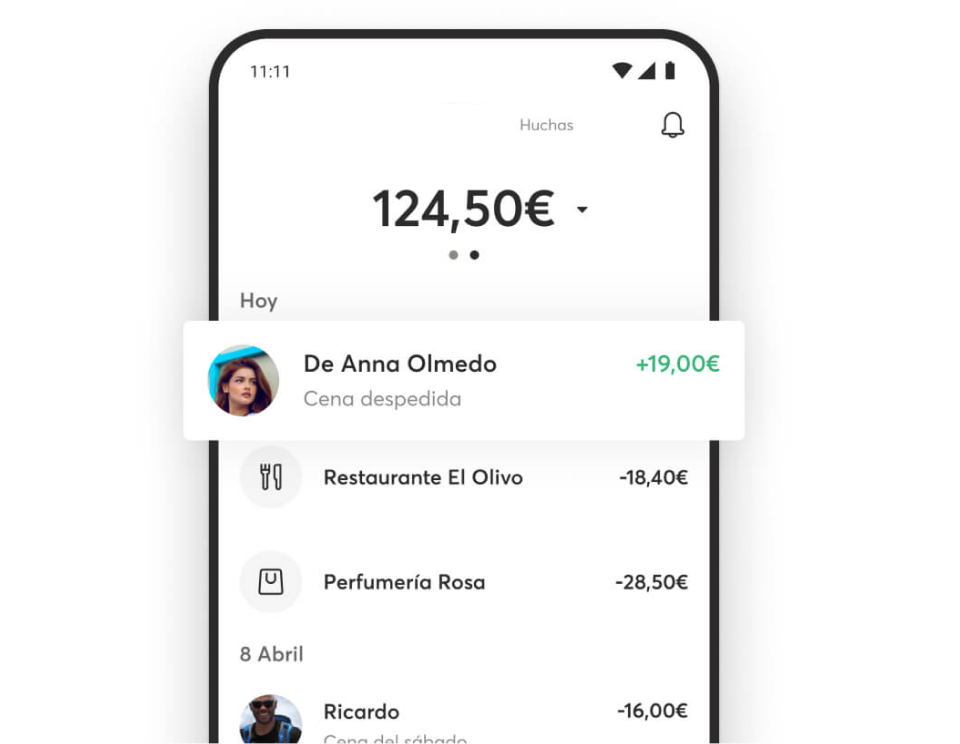 11:11
Huchas
124,50€
Hoy
De Anna Olmedo +19,00€
Cena despedida
Restaurante El Olivo -18,40€
Perfumería Rosa -28,50€
8 Abril
Ricardo -16,00€
Cena del sábado